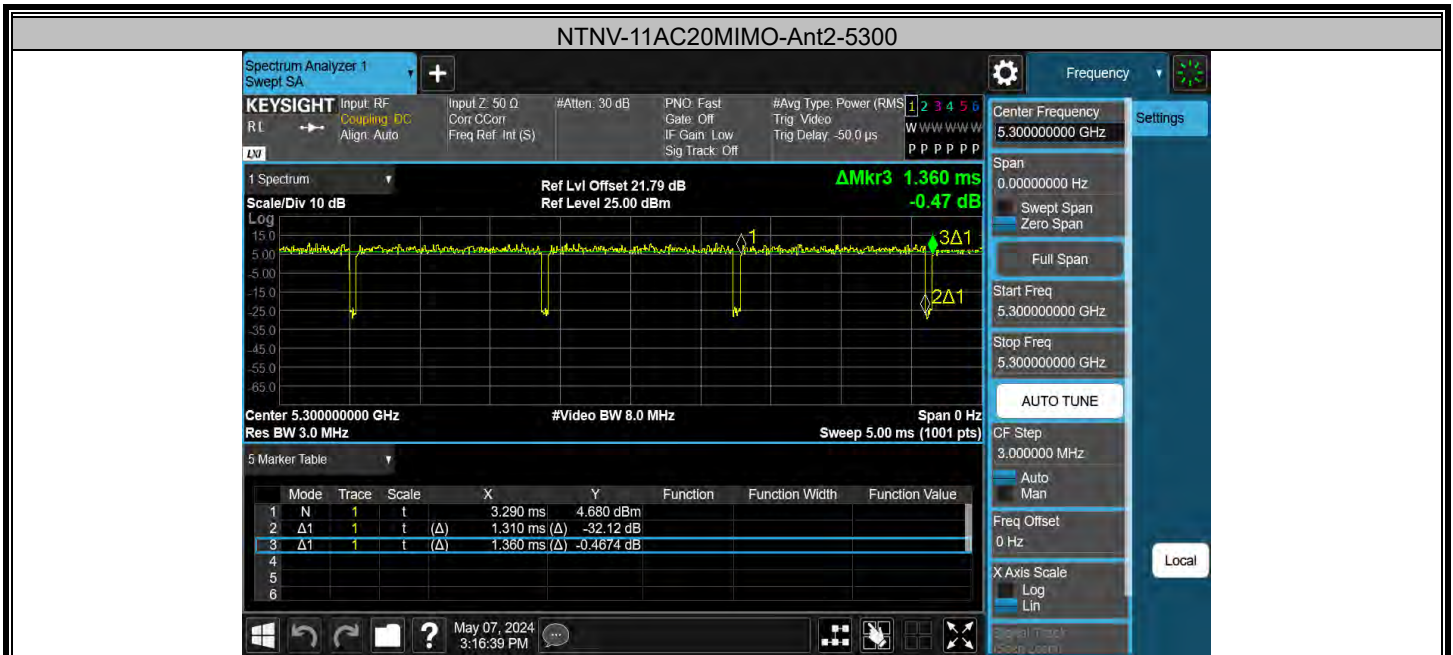 NTNV-11AC20MIMO-Ant2-5300
Spectrum Analyzer 1
Swept SA
+
Frequency
KEYSIGHT
RL
LXI
Input: RF
Coupling: DC
Align: Auto
Input Z: 50 Ω
Corr CCorr
Freq Ref: Int (S)
#Atten: 30 dB
PNO: Fast
Gate: Off
IF Gain: Low
Sig Track: Off
#Avg Type: Power (RMS
Trig: Video
Trig Delay: -50.0 µs
1 2 3 4 5 6
W W W W W W
P P P P P P
1 Spectrum
Scale/Div 10 dB
Ref Lvl Offset 21.79 dB
Ref Level 25.00 dBm
ΔMkr3 1.360 ms
-0.47 dB
Log
15.0
5.00
-5.00
-15.0
-25.0
-35.0
-45.0
-55.0
-65.0
1
3Δ1
2Δ1
Center 5.300000000 GHz
#Video BW 8.0 MHz
Span 0 Hz
Res BW 3.0 MHz
Sweep 5.00 ms (1001 pts)
5 Marker Table
Mode Trace Scale X Y Function Function Width Function Value
1 N 1 t 3.290 ms 4.680 dBm
2 Δ1 1 t (Δ) 1.310 ms (Δ) -32.12 dB
3 Δ1 1 t (Δ) 1.360 ms (Δ) -0.4674 dB
4
5
6
?
May 07, 2024
3:16:39 PM
Center Frequency
5.300000000 GHz
Settings
Span
0.00000000 Hz
Swept Span
Zero Span
Full Span
Start Freq
5.300000000 GHz
Stop Freq
5.300000000 GHz
AUTO TUNE
CF Step
3.000000 MHz
Auto
Man
Freq Offset
0 Hz
X Axis Scale
Log
Lin
Local
Signal Track
(Span Zoom)